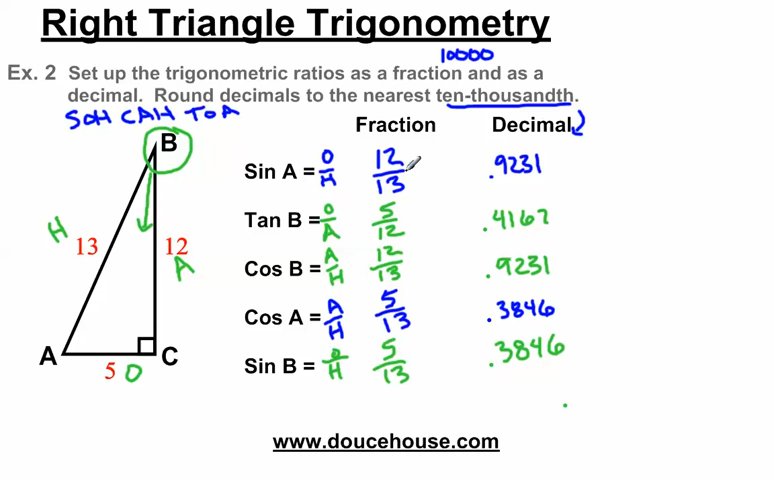 Right Triangle Trigonometry
10000
Ex. 2 Set up the trigonometric ratios as a fraction and as a
decimal. Round decimals to the nearest ten-thousandth.
SOH CAH TOA
Fraction Decimal
B
Sin A = O/H 12/13 .9231
Tan B = O/A 5/12 .4167
H 13 12 A
Cos B = A/H 12/13 .9231
Cos A = A/H 5/13 .3846
A C
5 O
Sin B = O/H 5/13 .3846
www.doucehouse.com